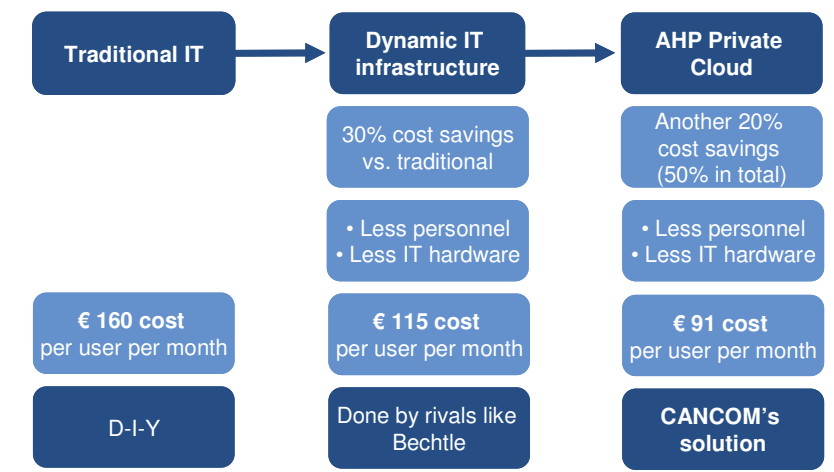 Traditional IT
Dynamic IT
infrastructure
AHP Private
Cloud
30% cost savings
vs. traditional
Another 20%
cost savings
(50% in total)
• Less personnel
• Less IT hardware
• Less personnel
• Less IT hardware
€ 160 cost
per user per month
€ 115 cost
per user per month
€ 91 cost
per user per month
D-I-Y
Done by rivals like
Bechtle
CANCOM's
solution